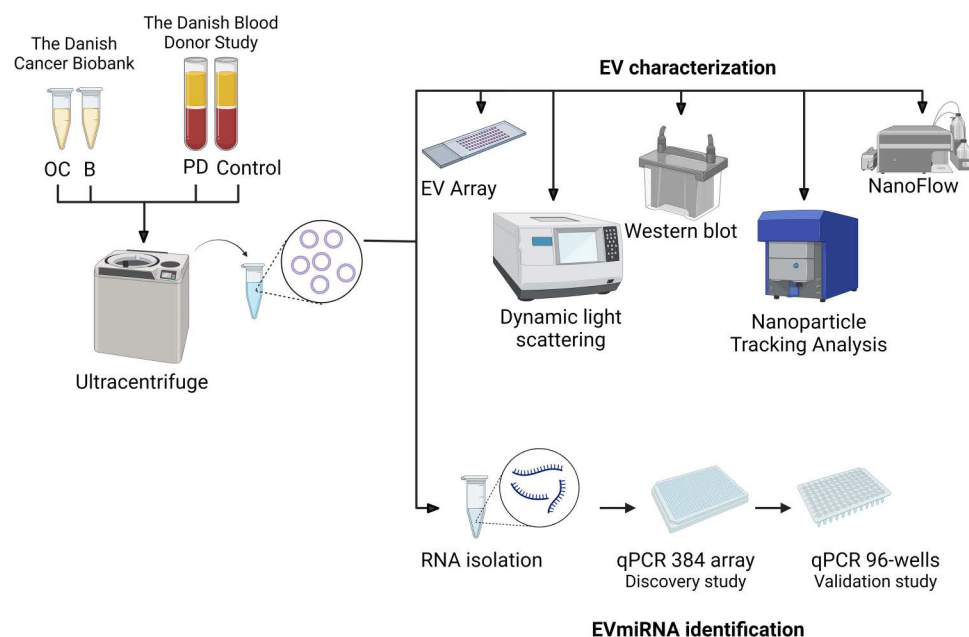 The Danish
Cancer Biobank
The Danish Blood
Donor Study
OC
B
PD
Control
Ultracentrifuge
EV characterization
EV Array
Dynamic light
scattering
Western blot
Nanoparticle
Tracking Analysis
NanoFlow
RNA isolation
qPCR 384 array
Discovery study
qPCR 96-wells
Validation study
EVmiRNA identification